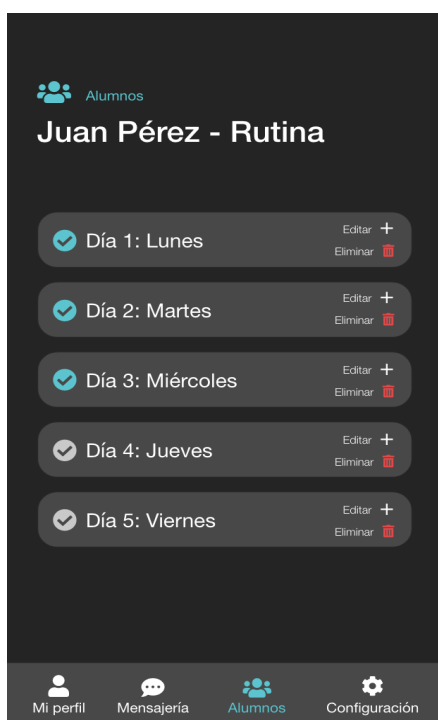 Alumnos
Juan Pérez - Rutina
Día 1: Lunes
Editar
Eliminar
Día 2: Martes
Editar
Eliminar
Día 3: Miércoles
Editar
Eliminar
Día 4: Jueves
Editar
Eliminar
Día 5: Viernes
Editar
Eliminar
Mi perfil Mensajería Alumnos Configuración